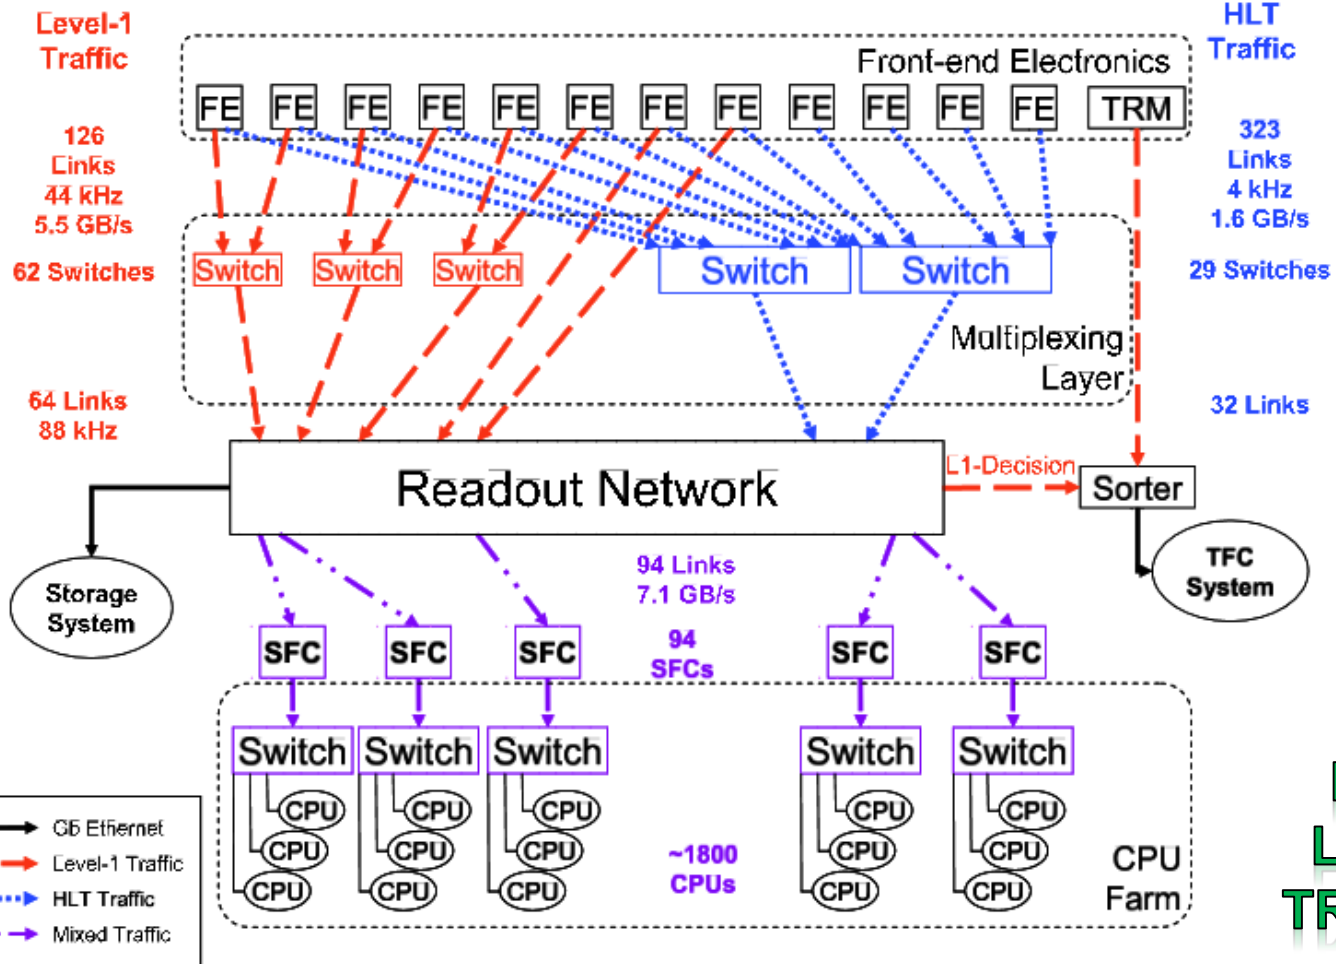 Level-1
Traffic
HLT
Traffic
Front-end Electronics
FE FE FE FE FE FE FE FE FE FE FE FE TRM
126
Links
44 kHz
5.5 GB/s
323
Links
4 kHz
1.6 GB/s
62 Switches
Switch Switch Switch Switch Switch
29 Switches
Multiplexing
Layer
64 Links
88 kHz
32 Links
Readout Network
L1-Decision
Sorter
Storage
System
94 Links
7.1 GB/s
TFC
System
SFC SFC SFC SFC SFC
94
SFCs
Switch Switch Switch Switch Switch
CPU CPU CPU CPU CPU
CPU CPU CPU CPU CPU
CPU CPU CPU CPU CPU
~1800
CPUs
CPU
Farm
Gb Ethernet
Level-1 Traffic
HLT Traffic
Mixed Traffic